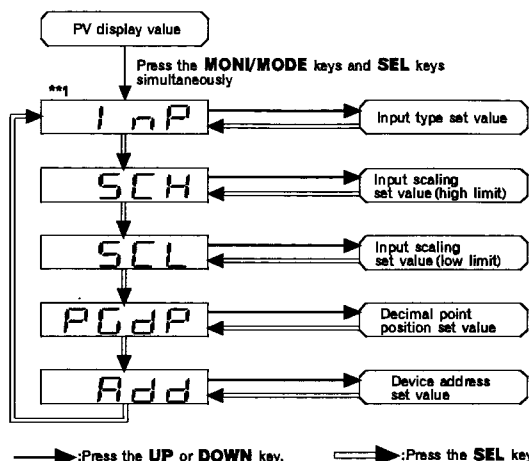 PV display value
Press the MONI/MODE keys and SEL keys
simultaneously
**1
InP
Input type set value
SCH
Input scaling
set value (high limit)
SCL
Input scaling
set value (low limit)
PGdP
Decimal point
position set value
Add
Device address
set value
:Press the UP or DOWN key.
:Press the SEL key